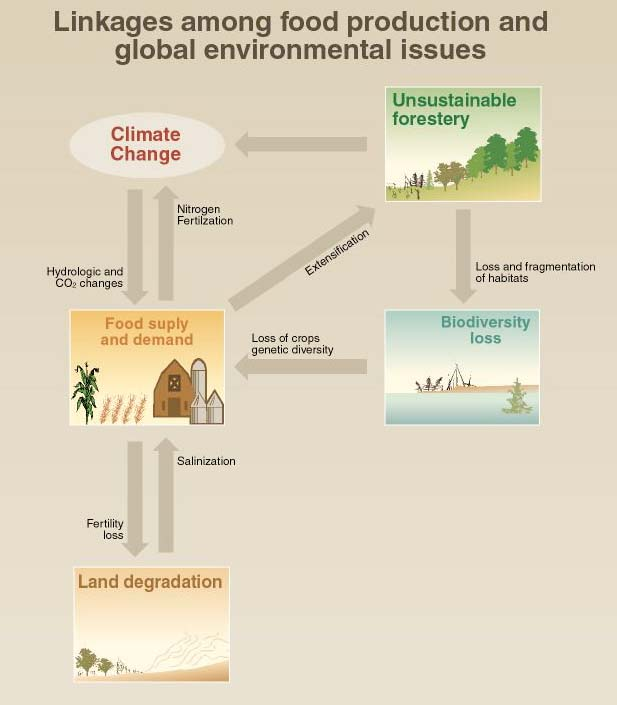 Linkages among food production and
global environmental issues
Unsustainable
forestery
Climate
Change
Nitrogen
Fertilzation
Hydrologic and
CO₂ changes
Extensification
Loss and fragmentation
of habitats
Food suply
and demand
Loss of crops
genetic diversity
Biodiversity
loss
Salinization
Fertility
loss
Land degradation